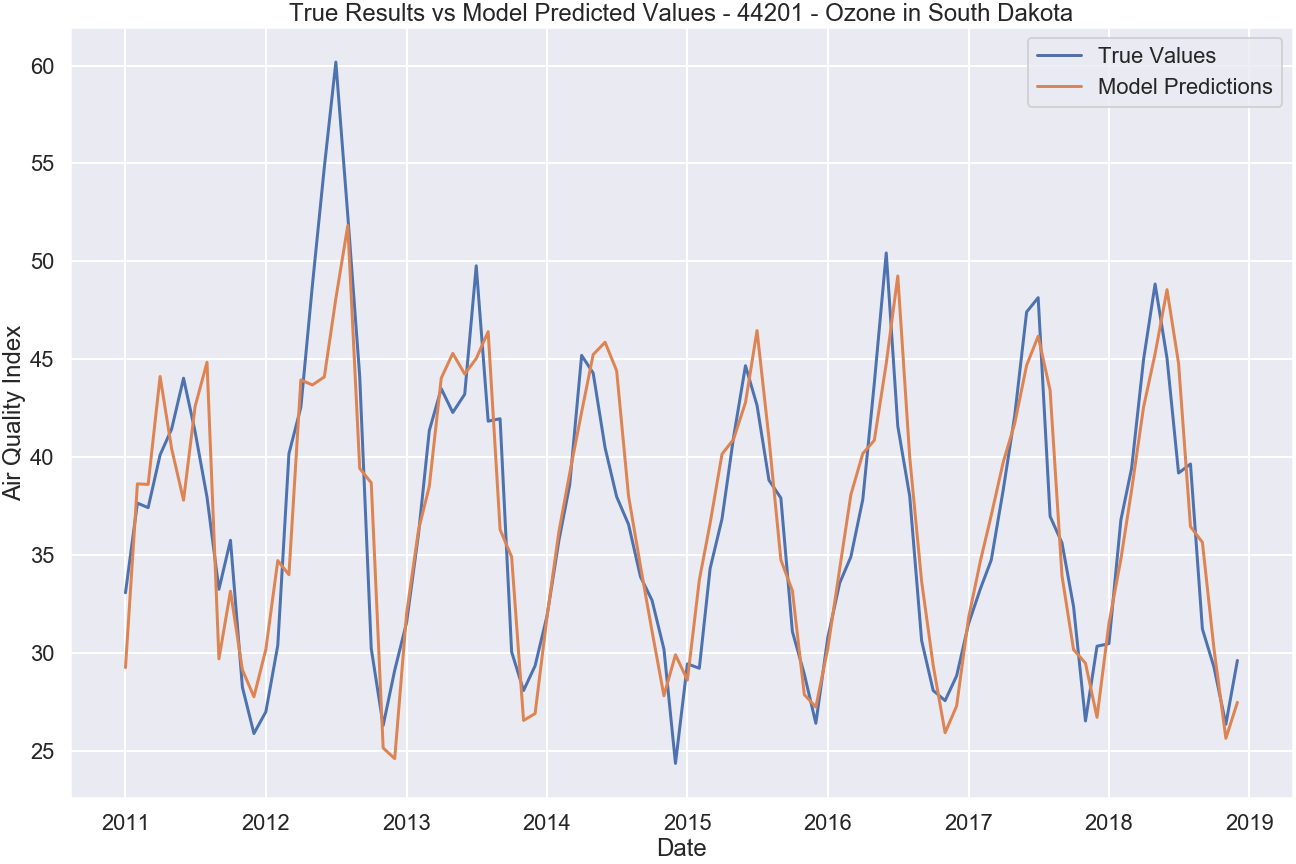 True Results vs Model Predicted Values - 44201 - Ozone in South Dakota
True Values
Model Predictions
60
55
50
45
40
35
30
25
Air Quality Index
2011 2012 2013 2014 2015 2016 2017 2018 2019
Date